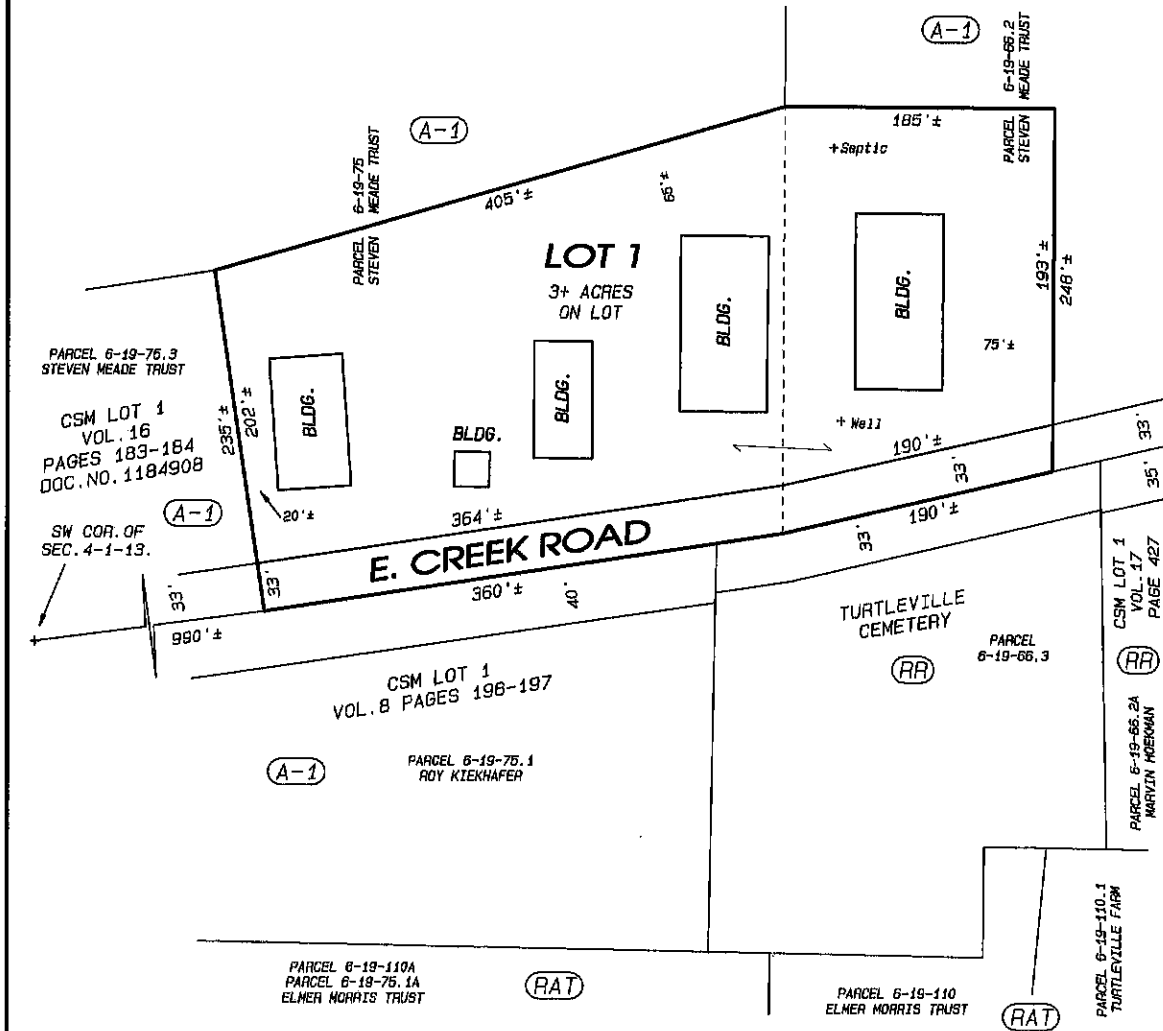 A-1
PARCEL 6-19-66.2
STEVEN MEADE TRUST
A-1
185'±
+Septic
PARCEL 6-19-75
STEVEN MEADE TRUST
405'±
65'±
LOT 1
3+ ACRES
ON LOT
BLDG.
BLDG.
193'±
248'±
75'±
PARCEL 6-19-75.3
STEVEN MEADE TRUST
CSM LOT 1
VOL.16
PAGES 183-184
DOC.NO.1184908
235'±
202'±
BLDG.
BLDG.
BLDG.
+ Well
190'±
33'
A-1
20'±
364'±
33'
190'±
33'
35'
SW COR.OF
SEC.4-1-13.
E. CREEK ROAD
33'
33'
360'±
40'
33'
990'±
TURTLEVILLE
CEMETERY
PARCEL
6-19-66.3
RR
CSM LOT 1
VOL.17
PAGE 427
RR
CSM LOT 1
VOL.8 PAGES 196-197
A-1
PARCEL 6-19-75.1
ROY KIEKHAFER
PARCEL 6-19-66.2A
MARVIN HOEKMAN
PARCEL 6-19-110A
PARCEL 6-19-75.1A
ELMER MORRIS TRUST
RAT
PARCEL 6-19-110
ELMER MORRIS TRUST
RAT
PARCEL 6-19-110.1
TURTLEVILLE FARM